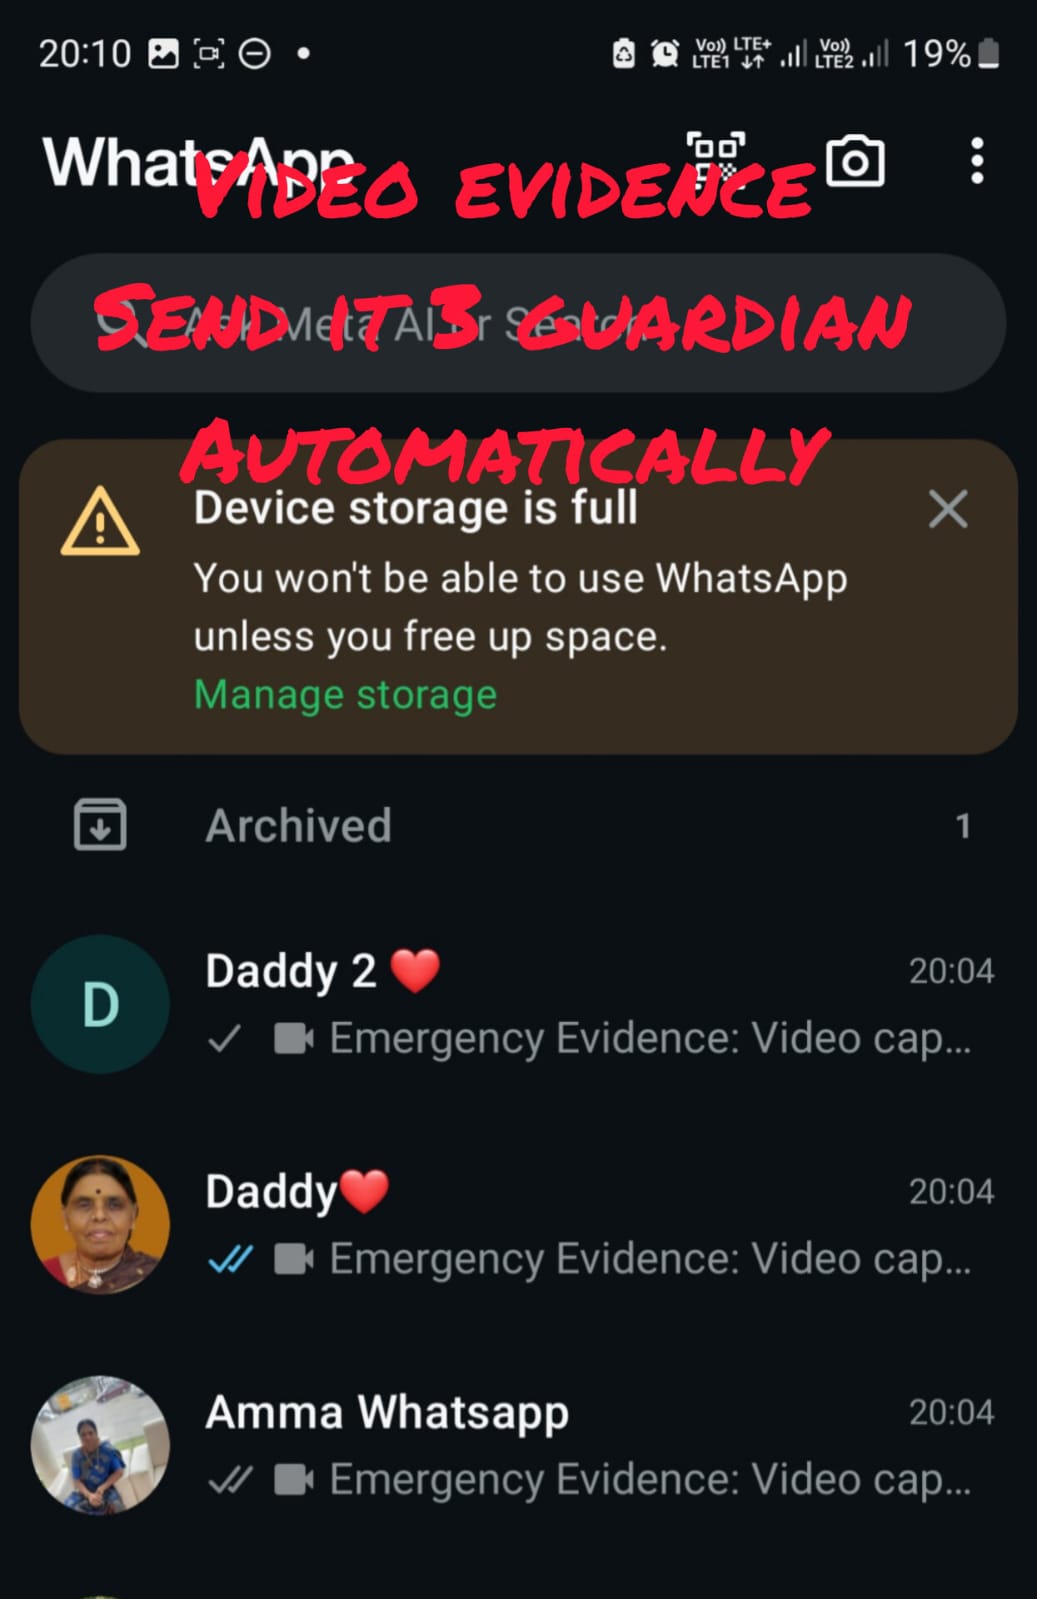 20:10 Vo)) LTE1 LTE+ Vo)) LTE2 19%
WhatsApp
Video evidence
Send it 3 guardian
Ask Meta AI or Search
Automatically
Device storage is full
You won't be able to use WhatsApp
unless you free up space.
Manage storage
Archived 1
D
Daddy 2 ❤️ 20:04
Emergency Evidence: Video cap...
Daddy❤️ 20:04
Emergency Evidence: Video cap...
Amma Whatsapp 20:04
Emergency Evidence: Video cap...